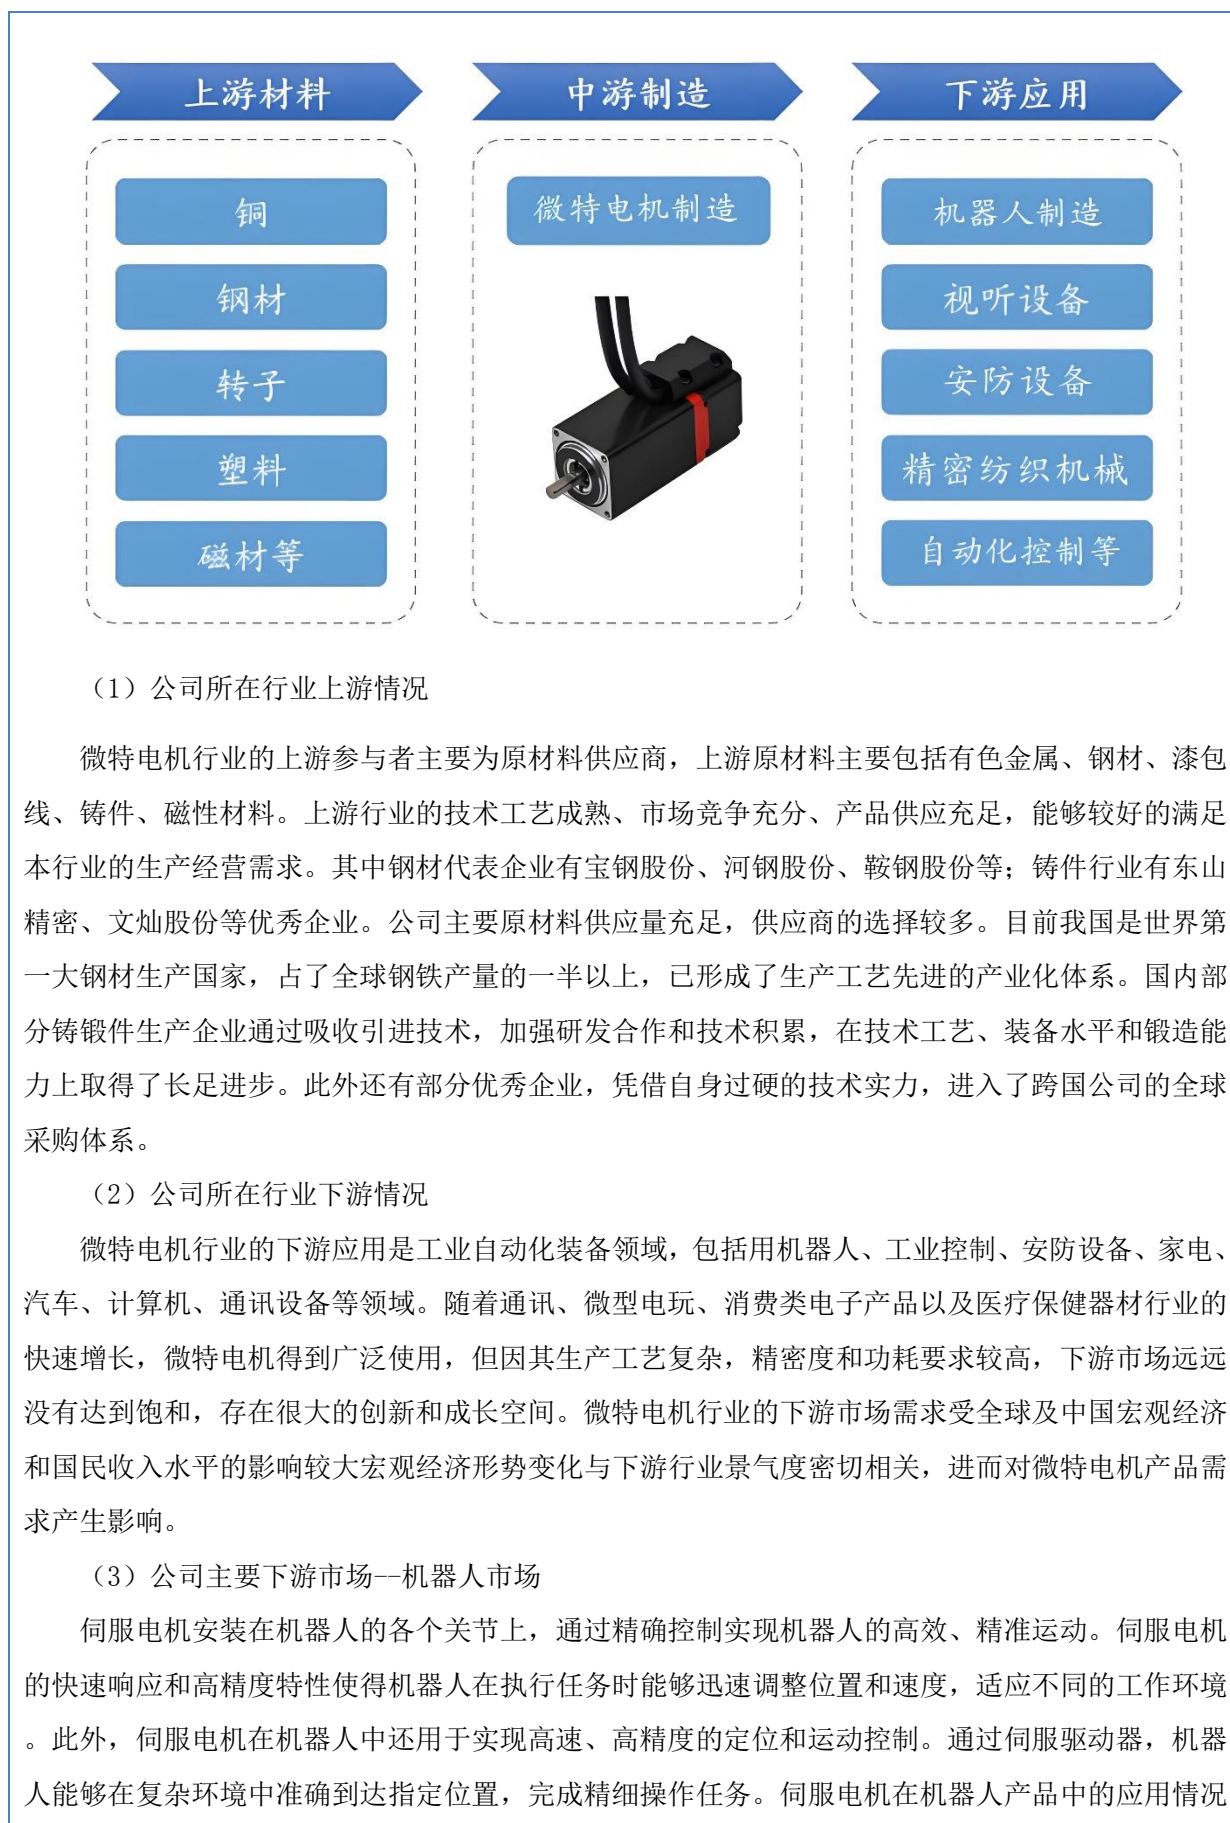 上游材料
中游制造
下游应用
铜
钢材
转子
塑料
磁材等
微特电机制造
机器人制造
视听设备
安防设备
精密纺织机械
自动化控制等
（1）公司所在行业上游情况
微特电机行业的上游参与者主要为原材料供应商，上游原材料主要包括有色金属、钢材、漆包
线、铸件、磁性材料。上游行业的技术工艺成熟、市场竞争充分、产品供应充足，能够较好的满足
本行业的生产经营需求。其中钢材代表企业有宝钢股份、河钢股份、鞍钢股份等；铸件行业有东山
精密、文灿股份等优秀企业。公司主要原材料供应量充足，供应商的选择较多。目前我国是世界第
一大钢材生产国家，占了全球钢铁产量的一半以上，已形成了生产工艺先进的产业化体系。国内部
分铸锻件生产企业通过吸收引进技术，加强研发合作和技术积累，在技术工艺、装备水平和锻造能
力上取得了长足进步。此外还有部分优秀企业，凭借自身过硬的技术实力，进入了跨国公司的全球
采购体系。
（2）公司所在行业下游情况
微特电机行业的下游应用是工业自动化装备领域，包括用机器人、工业控制、安防设备、家电、
汽车、计算机、通讯设备等领域。随着通讯、微型电玩、消费类电子产品以及医疗保健器材行业的
快速增长，微特电机得到广泛使用，但因其生产工艺复杂，精密度和功耗要求较高，下游市场远远
没有达到饱和，存在很大的创新和成长空间。微特电机行业的下游市场需求受全球及中国宏观经济
和国民收入水平的影响较大宏观经济形势变化与下游行业景气度密切相关，进而对微特电机产品需
求产生影响。
（3）公司主要下游市场--机器人市场
伺服电机安装在机器人的各个关节上，通过精确控制实现机器人的高效、精准运动。伺服电机
的快速响应和高精度特性使得机器人在执行任务时能够迅速调整位置和速度，适应不同的工作环境
。此外，伺服电机在机器人中还用于实现高速、高精度的定位和运动控制。通过伺服驱动器，机器
人能够在复杂环境中准确到达指定位置，完成精细操作任务。伺服电机在机器人产品中的应用情况